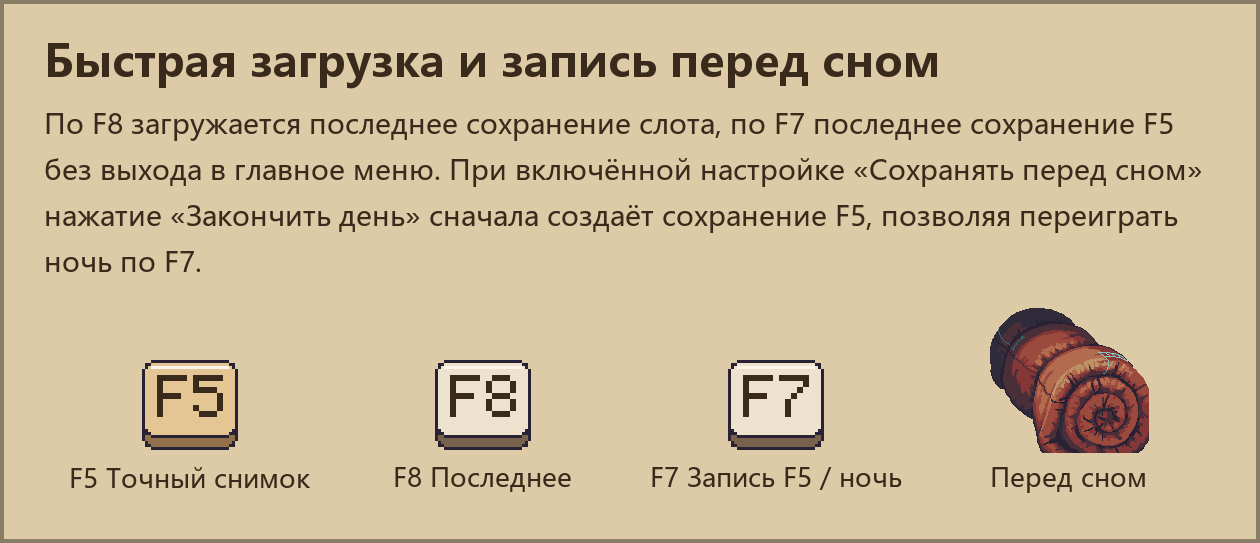 Быстрая загрузка и запись перед сном
По F8 загружается последнее сохранение слота, по F7 последнее сохранение F5
без выхода в главное меню. При включённой настройке «Сохранять перед сном»
нажатие «Закончить день» сначала создаёт сохранение F5, позволяя переиграть
ночь по F7.
F5 F8 F7
F5 Точный снимок F8 Последнее F7 Запись F5 / ночь Перед сном